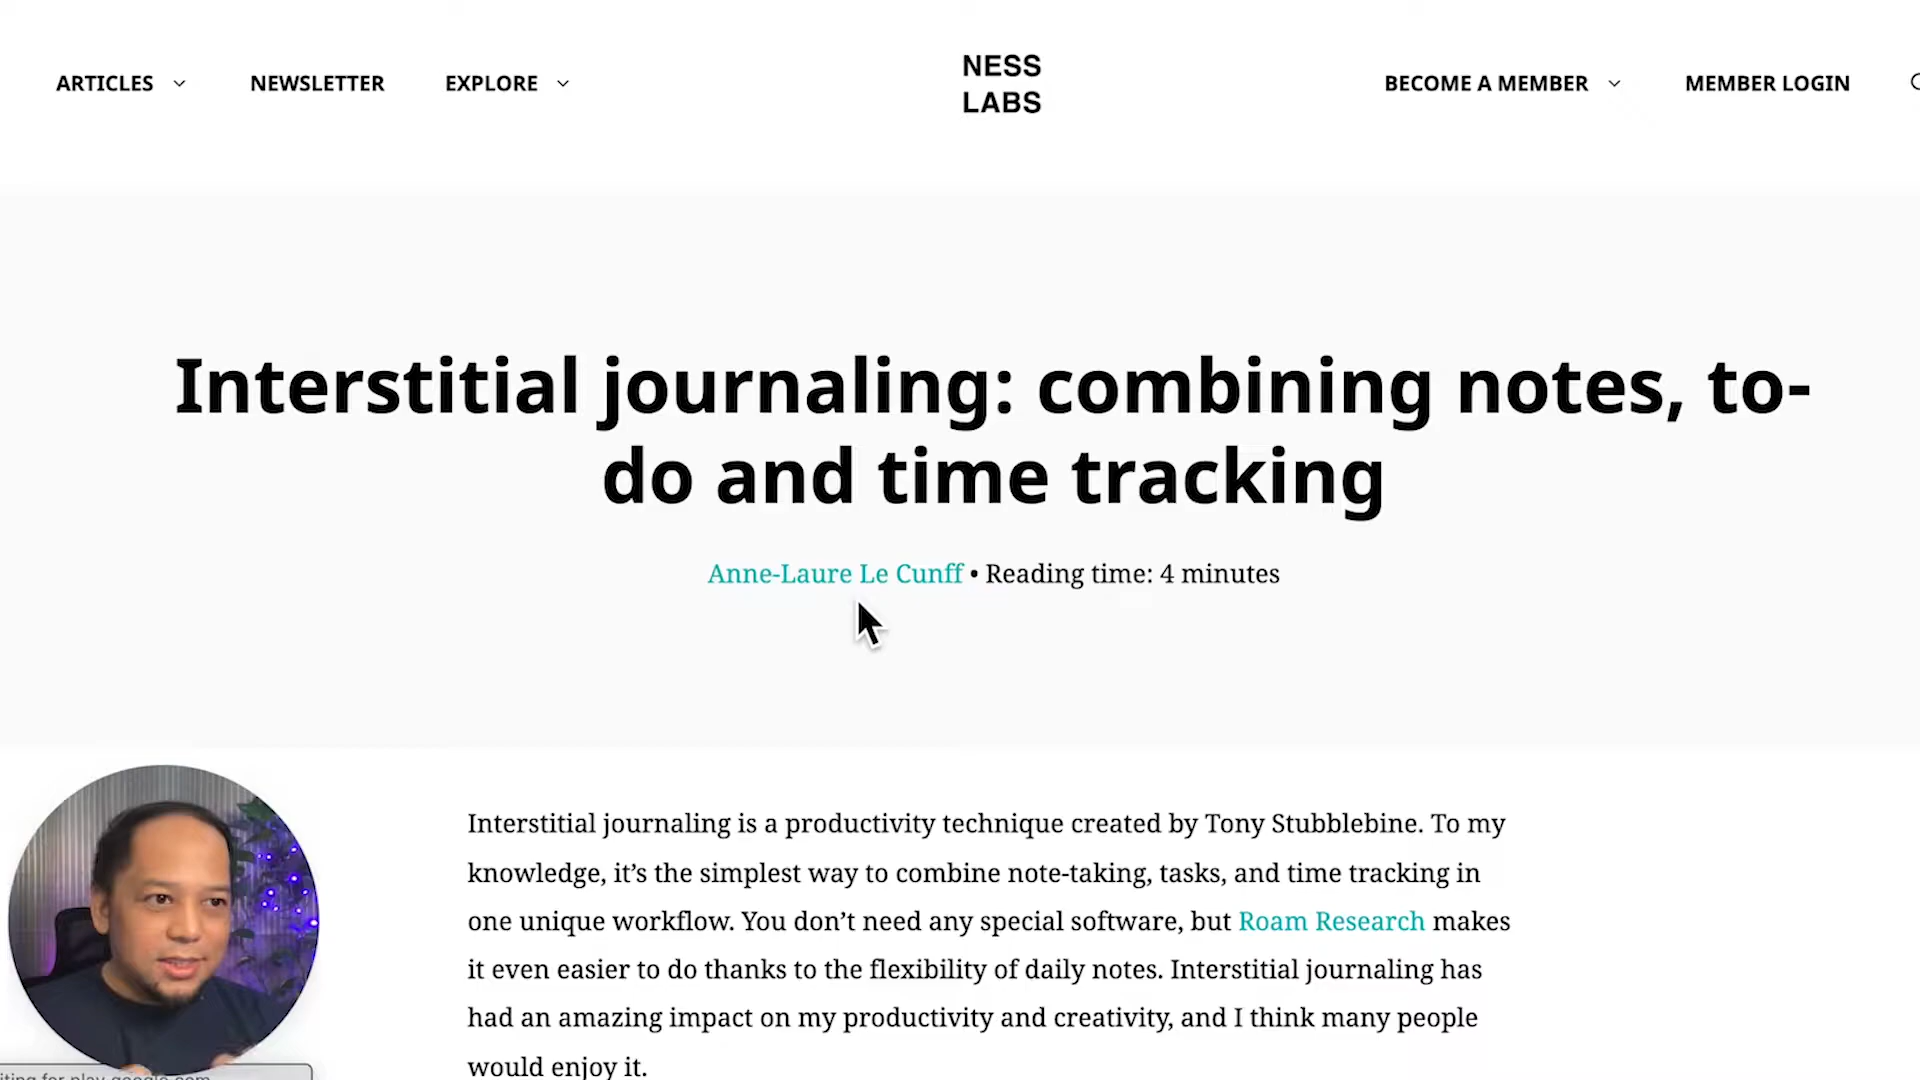 ARTICLES
NEWSLETTER
EXPLORE
NESS
LABS
BECOME A MEMBER
MEMBER LOGIN
Interstitial journaling: combining notes, to-
do and time tracking
Anne-Laure Le Cunff • Reading time: 4 minutes
Interstitial journaling is a productivity technique created by Tony Stubblebine. To my
knowledge, it’s the simplest way to combine note-taking, tasks, and time tracking in
one unique workflow. You don’t need any special software, but Roam Research makes
it even easier to do thanks to the flexibility of daily notes. Interstitial journaling has
had an amazing impact on my productivity and creativity, and I think many people
would enjoy it.
for play.google.com